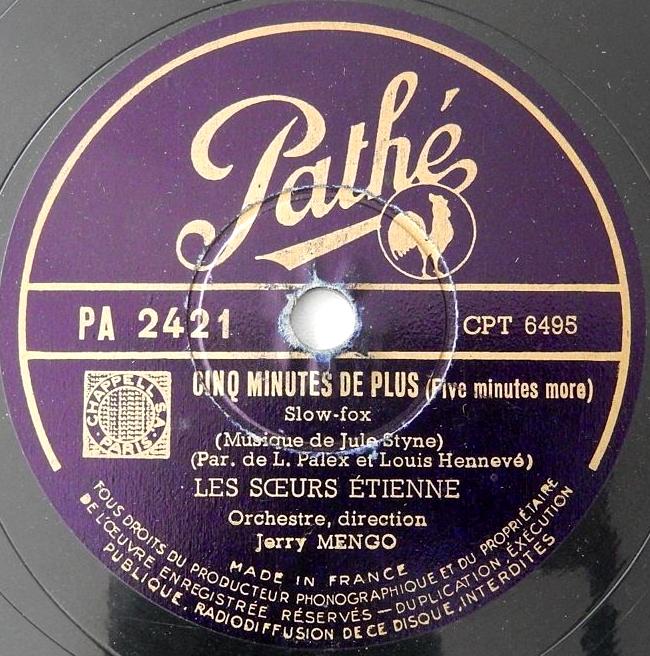 Pathé
PA 2421
CPT 6495
CHAPPELL S.A.
PARIS
CINQ MINUTES DE PLUS (Five minutes more)
Slow-fox
(Musique de Jule Styne)
(Par. de L. Palex et Louis Hennevé)
LES SŒURS ÉTIENNE
Orchestre, direction
Jerry MENGO
MADE IN FRANCE
TOUS DROITS DU PRODUCTEUR PHONOGRAPHIQUE ET DU PROPRIÉTAIRE
DE L'ŒUVRE ENREGISTRÉE RÉSERVÉS — DUPLICATION, EXÉCUTION
PUBLIQUE, RADIODIFFUSION DE CE DISQUE, INTERDITES